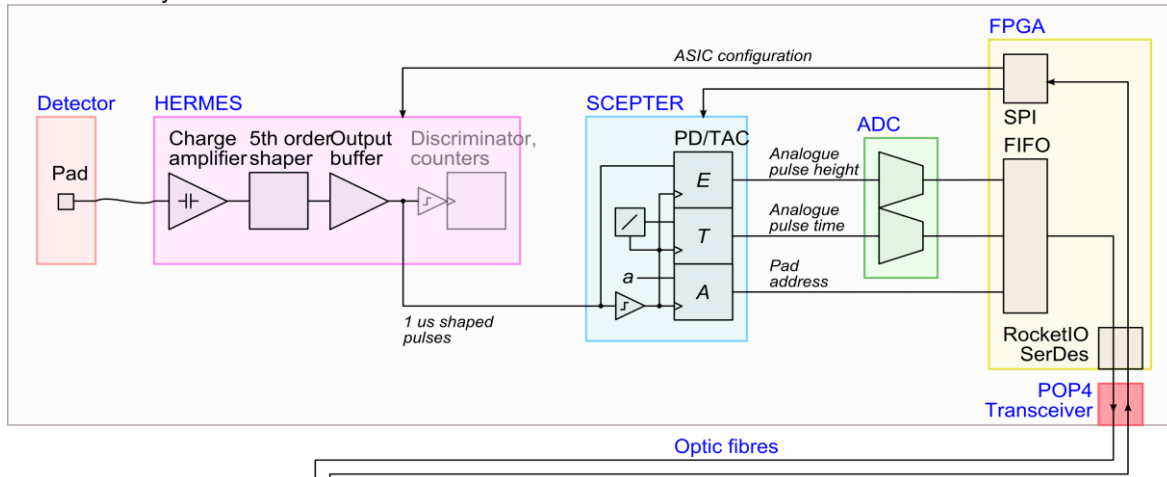 FPGA
ASIC configuration
Detector
HERMES
SCEPTER
SPI
ADC
Charge
amplifier
5th order
shaper
Output
buffer
Discriminator,
counters
PD/TAC
FIFO
Pad
E
Analogue
pulse height
T
Analogue
pulse time
a
A
Pad
address
1 us shaped
pulses
RocketIO
SerDes
POP4
Transceiver
Optic fibres